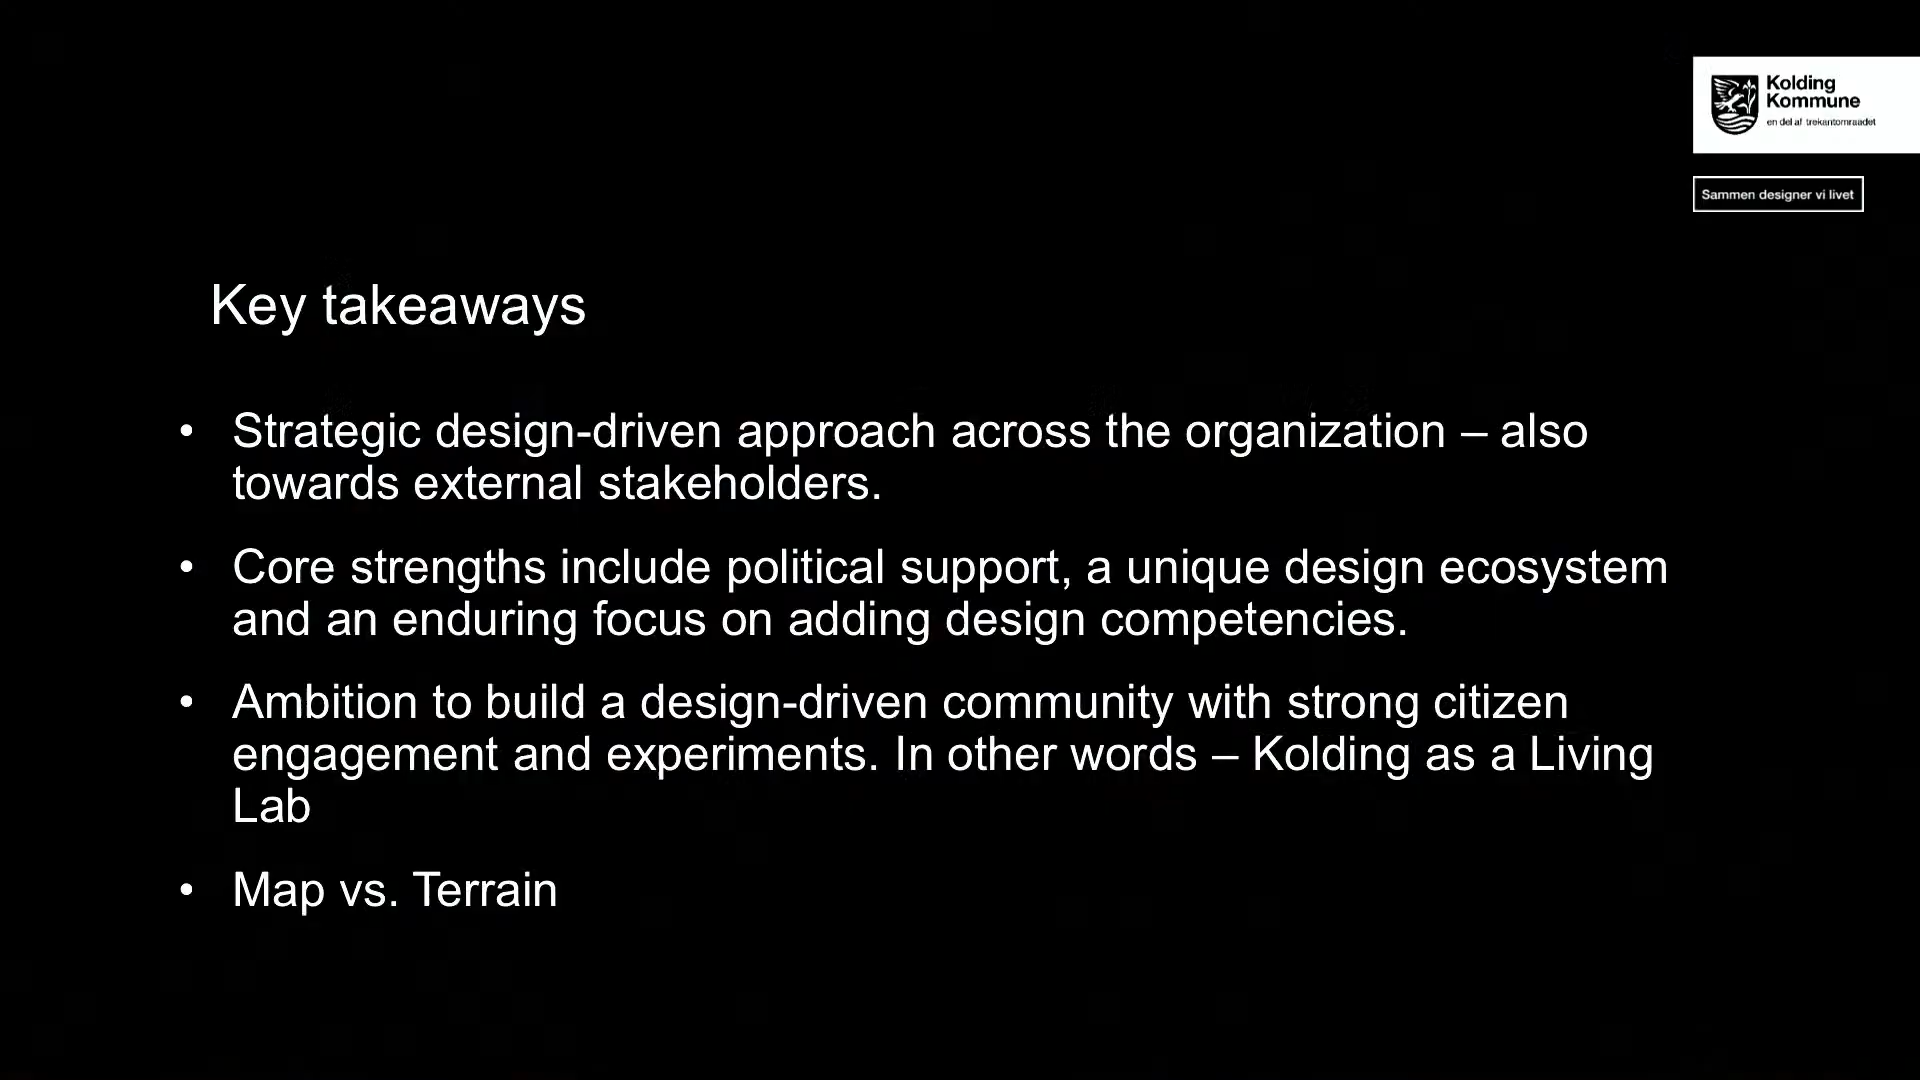 Kolding
Kommune
en del af trekantomraadet
Sammen designer vi livet
Key takeaways
• Strategic design-driven approach across the organization – also
towards external stakeholders.
• Core strengths include political support, a unique design ecosystem
and an enduring focus on adding design competencies.
• Ambition to build a design-driven community with strong citizen
engagement and experiments. In other words – Kolding as a Living
Lab
• Map vs. Terrain